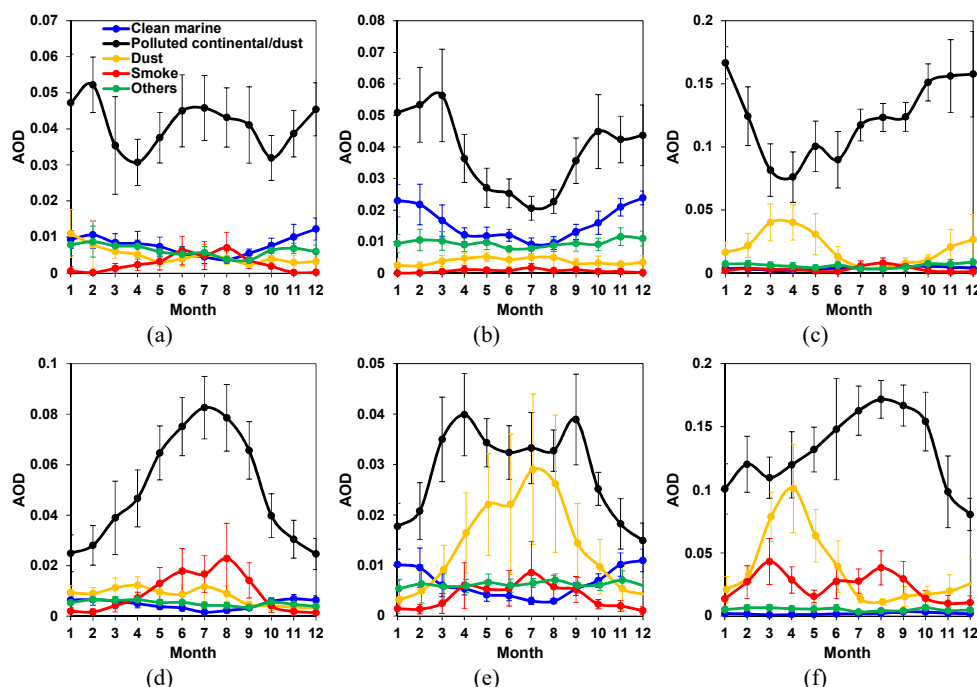 0.07
0.06
0.05
0.04
0.03
0.02
0.01
0
AOD
Clean marine
Polluted continental/dust
Dust
Smoke
Others
1 2 3 4 5 6 7 8 9 10 11 12
Month
(a)
0.08
0.07
0.06
0.05
0.04
0.03
0.02
0.01
0
AOD
1 2 3 4 5 6 7 8 9 10 11 12
Month
(b)
0.2
0.15
0.1
0.05
0
AOD
1 2 3 4 5 6 7 8 9 10 11 12
Month
(c)
0.1
0.08
0.06
0.04
0.02
0
AOD
1 2 3 4 5 6 7 8 9 10 11 12
Month
(d)
0.05
0.04
0.03
0.02
0.01
0
AOD
1 2 3 4 5 6 7 8 9 10 11 12
Month
(e)
0.2
0.15
0.1
0.05
0
AOD
1 2 3 4 5 6 7 8 9 10 11 12
Month
(f)